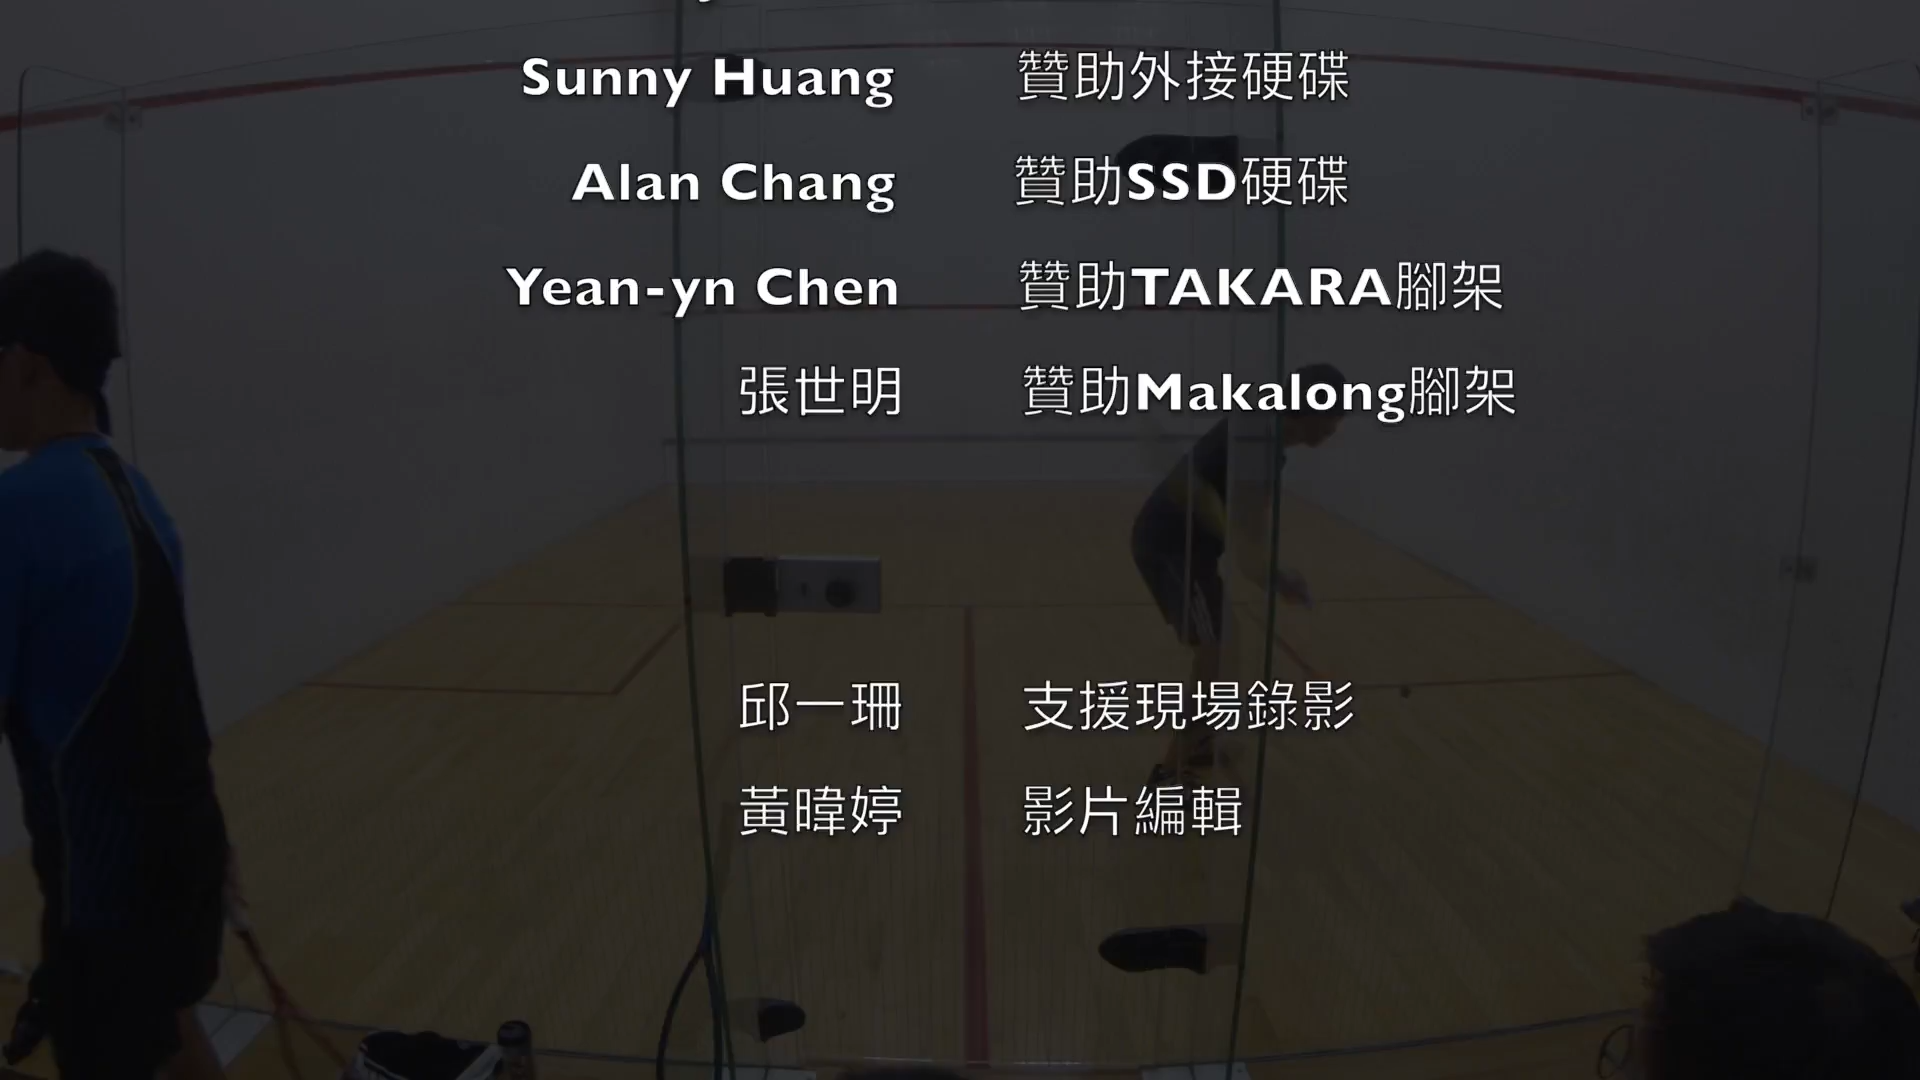 Sunny Huang 贊助外接硬碟
Alan Chang 贊助SSD硬碟
Yean-yn Chen 贊助TAKARA腳架
張世明 贊助Makalong腳架
邱一珊 支援現場錄影
黃暐婷 影片編輯